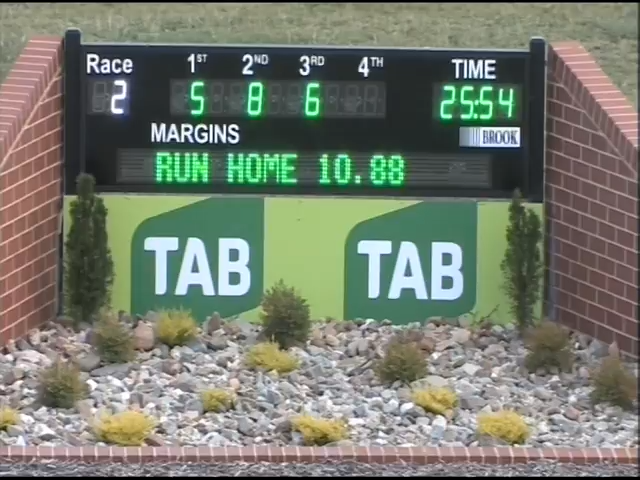 Race 1ST 2ND 3RD 4TH TIME
2 5 8 6 25.54
MARGINS BROOK
RUN HOME 10.88
TAB TAB